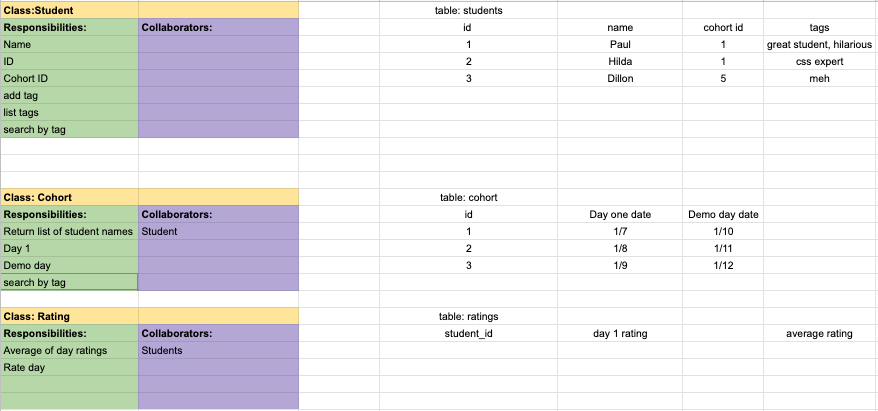 Class:Student table: students
Responsibilities: Collaborators: id name cohort id tags
Name 1 Paul 1 great student, hilarious
ID 2 Hilda 1 css expert
Cohort ID 3 Dillon 5 meh
add tag
list tags
search by tag
Class: Cohort table: cohort
Responsibilities: Collaborators: id Day one date Demo day date
Return list of student names Student 1 1/7 1/10
Day 1 2 1/8 1/11
Demo day 3 1/9 1/12
search by tag
Class: Rating table: ratings
Responsibilities: Collaborators: student_id day 1 rating average rating
Average of day ratings Students
Rate day